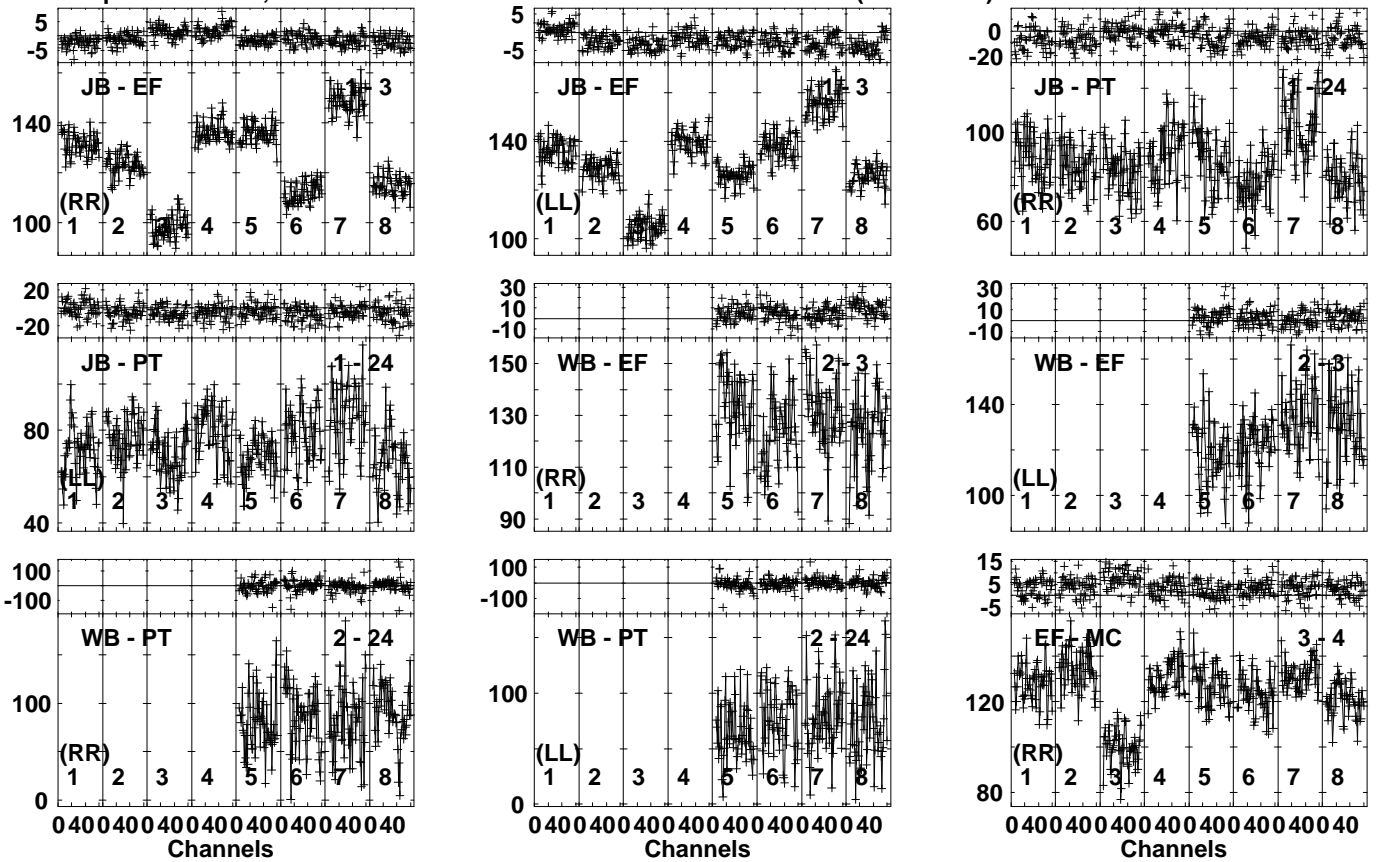 5
-5
JB - EF 1 - 3
140
100
(RR)
1 2 3 4 5 6 7 8
5
-5
JB - EF 1 - 3
140
100
(LL)
1 2 3 4 5 6 7 8
0
-20
JB - PT 1 - 24
100
60
(RR)
1 2 3 4 5 6 7 8
20
-20
JB - PT 1 - 24
80
40
(LL)
1 2 3 4 5 6 7 8
30
10
-10
WB - EF 2 - 3
150
130
110
90
(RR)
1 2 3 4 5 6 7 8
30
10
-10
WB - EF 2 - 3
140
100
(LL)
1 2 3 4 5 6 7 8
100
-100
WB - PT 2 - 24
100
0
(RR)
1 2 3 4 5 6 7 8
0 40 0 40 0 40 0 40 0 40 0 40 0 40 0 40
Channels
100
-100
WB - PT 2 - 24
100
0
(LL)
1 2 3 4 5 6 7 8
0 40 0 40 0 40 0 40 0 40 0 40 0 40 0 40
Channels
15
5
-5
EF - MC 3 - 4
120
80
(RR)
1 2 3 4 5 6 7 8
0 40 0 40 0 40 0 40 0 40 0 40 0 40 0 40
Channels